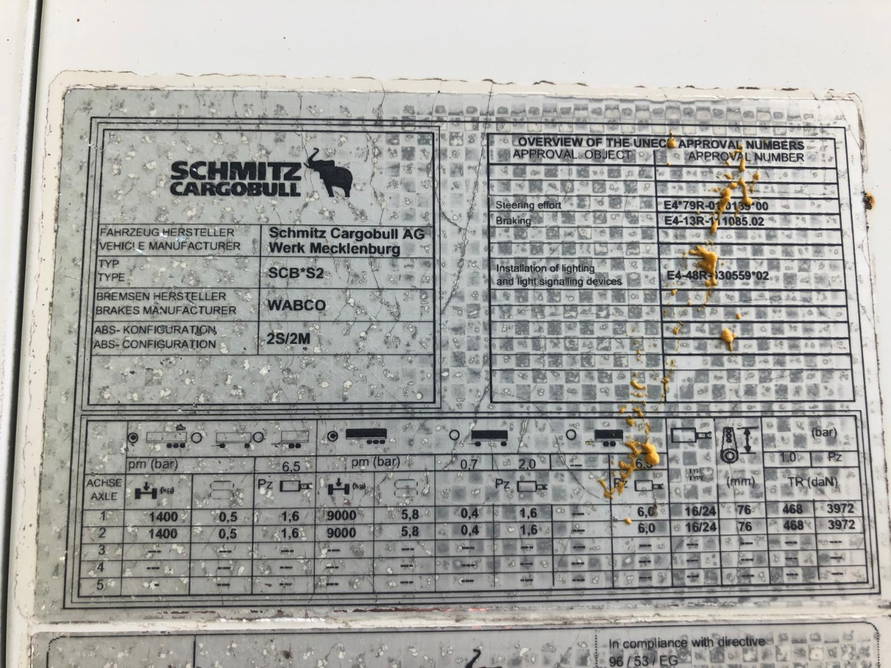 SCHMITZ
CARGOBULL
FAHRZEUG HERSTELLER
VEHICLE MANUFACTURER
Schmitz Cargobull AG
Werk Mecklenburg
TYP
TYPE
SCB*S2
BREMSEN HERSTELLER
BRAKES MANUFACTURER
WABCO
ABS- KONFIGURATION
ABS- CONFIGURATION
2S/2M
OVERVIEW OF THE UNECE APPROVAL NUMBERS
APPROVAL OBJECT APPROVAL NUMBER
Steering effort
Braking E4-13R-111085.02
Installation of lighting
and light signalling devices
pm (bar) 6.5 pm (bar) 0,7 2,0 --- 1,0 (bar) Pz
ACHSE
AXLE
(kg) Pz (kg) Pz (mm) TR (daN)
1 1400 0,5 1,6 9000 5,8 0,4 1,6 --- 6,0 16/24 76 468 3972
2 1400 0,5 1,6 9000 5,8 0,4 1,6 --- 6,0 16/24 76 468 3972
3 --- --- --- --- --- --- --- --- --- --- --- --- ---
4 --- --- --- --- --- --- --- --- --- --- --- --- ---
5 - --- --- --- --- --- --- --- --- --- --- --- ---
In compliance with directive
96 / 53 / EG